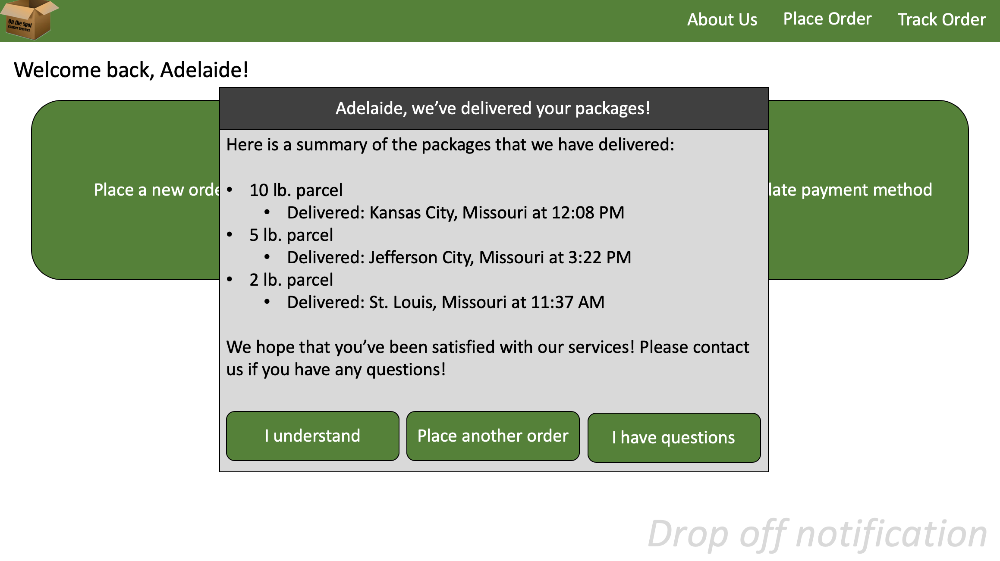 On the Spot
Courier Services
About Us
Place Order
Track Order
Welcome back, Adelaide!
Adelaide, we’ve delivered your packages!
Here is a summary of the packages that we have delivered:
Place a new orde
date payment method
• 10 lb. parcel
• Delivered: Kansas City, Missouri at 12:08 PM
• 5 lb. parcel
• Delivered: Jefferson City, Missouri at 3:22 PM
• 2 lb. parcel
• Delivered: St. Louis, Missouri at 11:37 AM
We hope that you’ve been satisfied with our services! Please contact
us if you have any questions!
I understand
Place another order
I have questions
Drop off notification